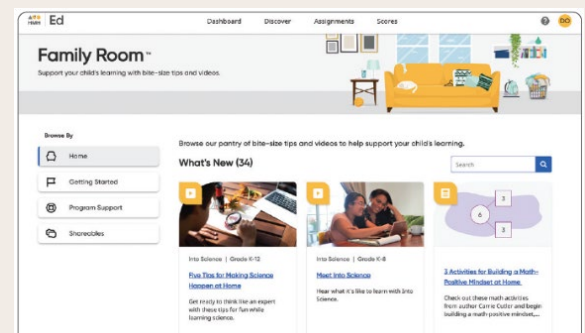 HMH
Ed
Dashboard
Discover
Assignments
Scores
?
DO
Family Room™
Support your child's learning with bite-size tips and videos.
Browse By
Home
Getting Started
Program Support
Shareables
Browse our pantry of bite-size tips and videos to help support your child's learning.
What's New (34)
Search
Into Science | Grade K-12
Five Tips for Making Science
Happen at Home
Get ready to think like an expert
with these tips for fun while
learning science.
Into Science | Grade K-8
Meet Into Science
Hear what it's like to learn with Into
Science.
3
6
3
3 Activities for Building a Math-
Positive Mindset at Home
Check out these math activities
from author Carrie Cutler and begin
building a math positive mindset,...